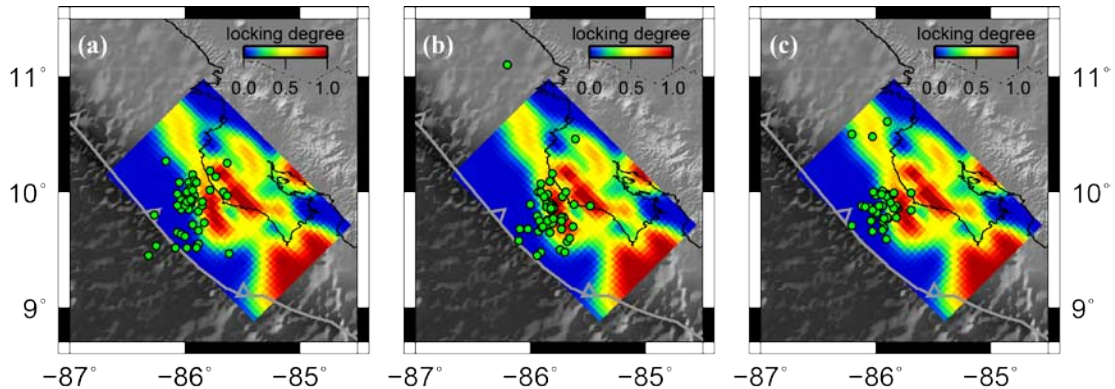 (a) locking degree
0.0 0.5 1.0
(b) locking degree
0.0 0.5 1.0
(c) locking degree
0.0 0.5 1.0
11° 11°
10° 10°
9° 9°
−87° −86° −85° −87° −86° −85° −87° −86° −85°